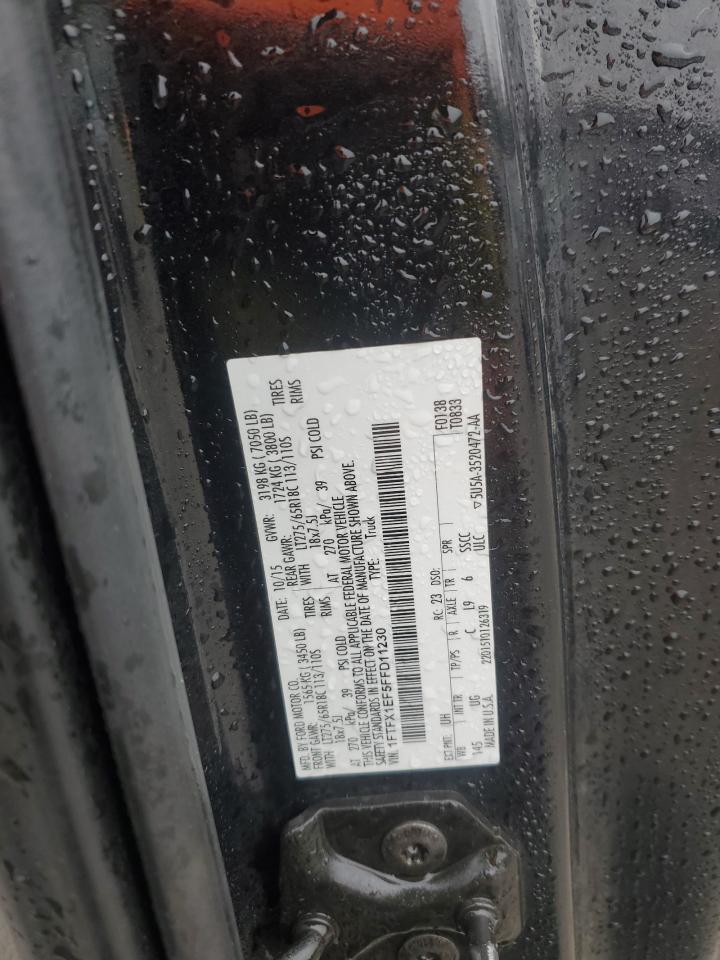 MFD. BY FORD MOTOR CO.
DATE: 10/15 GVWR: 3198 KG ( 7050 LB)
FRONT GAWR: 1565 KG ( 3450 LB) REAR GAWR: 1724 KG ( 3800 LB)
WITH LT275/65R18C 113/110S TIRES WITH LT275/65R18C 113/110S TIRES
18x7.5J RIMS 18x7.5J RIMS
AT 270 kPa/ 39 PSI COLD AT 270 kPa/ 39 PSI COLD
THIS VEHICLE CONFORMS TO ALL APPLICABLE FEDERAL MOTOR VEHICLE
SAFETY STANDARDS IN EFFECT ON THE DATE OF MANUFACTURE SHOWN ABOVE.
VIN: 1FTFX1EF5FFD11230 TYPE: Truck
F0138
T0833
EXT PNT: UH RC: 23 DSO:
WB INT TR TP/PS R AXLE TR SPR
145 UG C L9 6 SSCC
ULC
MADE IN U.S.A. 2201510126319 ▽ 5U5A-3520472-AA